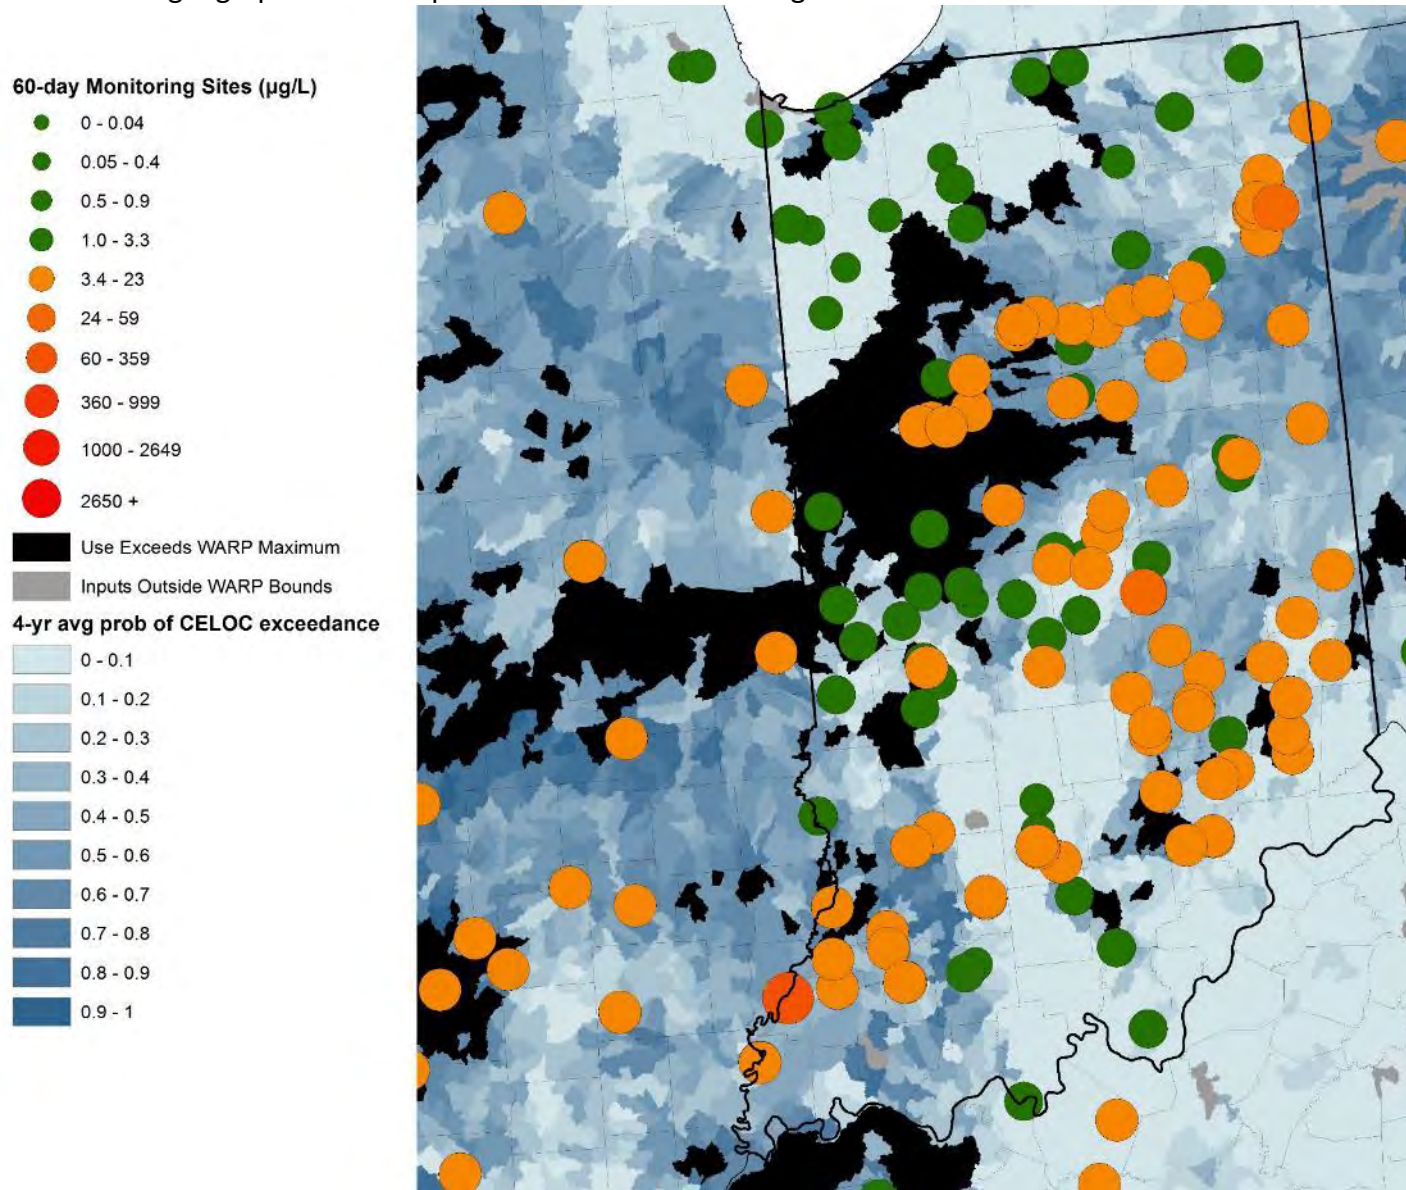 60-day Monitoring Sites (µg/L)
0 - 0.04
0.05 - 0.4
0.5 - 0.9
1.0 - 3.3
3.4 - 23
24 - 59
60 - 359
360 - 999
1000 - 2649
2650 +
Use Exceeds WARP Maximum
Inputs Outside WARP Bounds
4-yr avg prob of CELOC exceedance
0 - 0.1
0.1 - 0.2
0.2 - 0.3
0.3 - 0.4
0.4 - 0.5
0.5 - 0.6
0.6 - 0.7
0.7 - 0.8
0.8 - 0.9
0.9 - 1